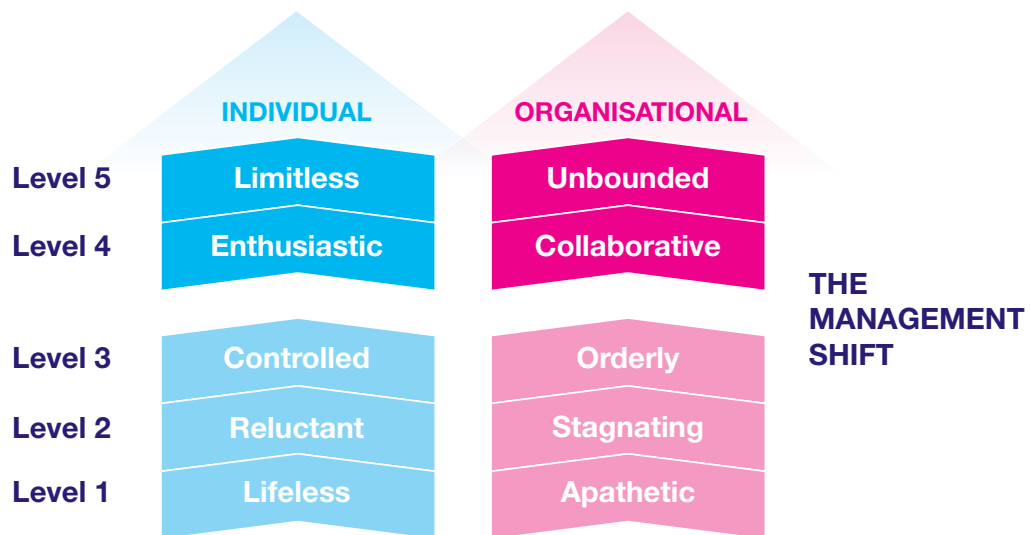 INDIVIDUAL ORGANISATIONAL
Level 5 Limitless Unbounded
Level 4 Enthusiastic Collaborative
THE
MANAGEMENT
SHIFT
Level 3 Controlled Orderly
Level 2 Reluctant Stagnating
Level 1 Lifeless Apathetic